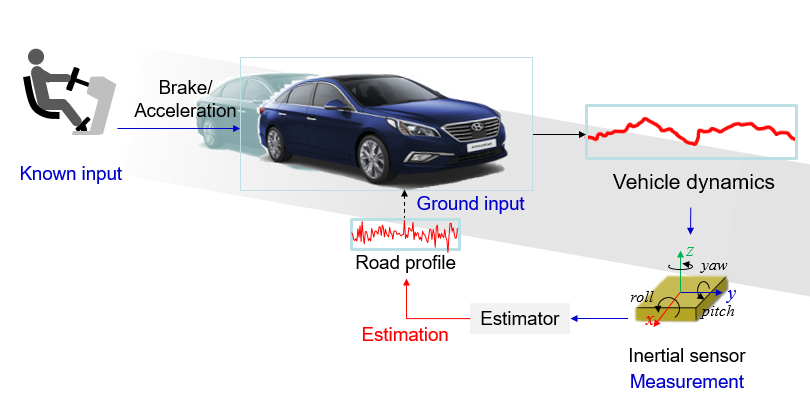 Brake/
Acceleration
Known input
Ground input
Vehicle dynamics
Road profile
Estimation
Estimator
z
yaw
roll
y
pitch
x
Inertial sensor
Measurement